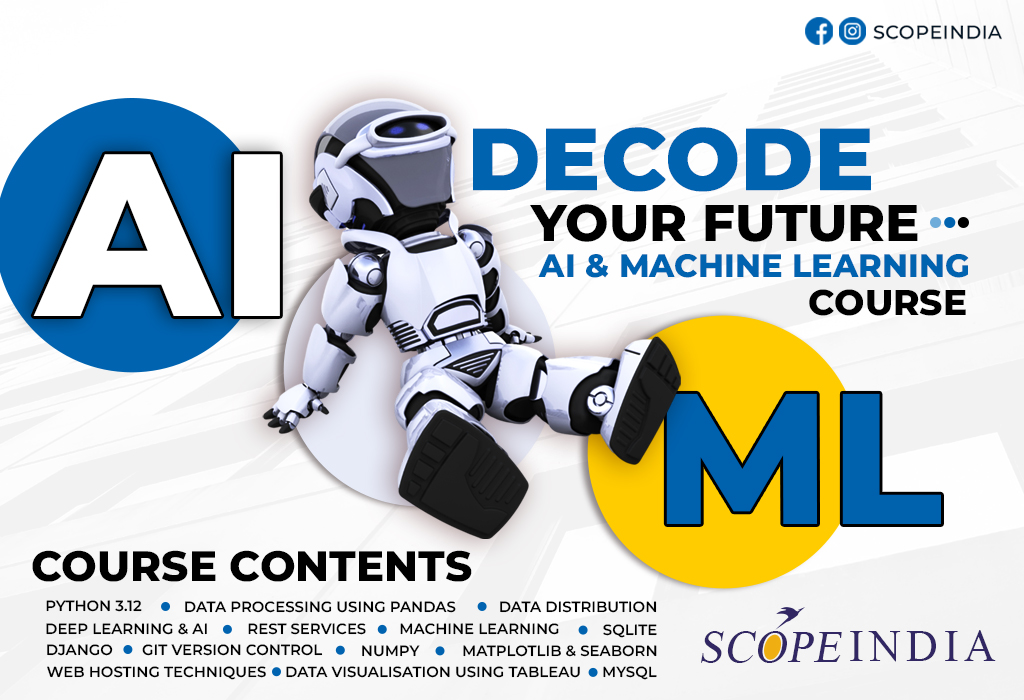 SCOPEINDIA
AI
DECODE
YOUR FUTURE
AI & MACHINE LEARNING
COURSE
ML
COURSE CONTENTS
PYTHON 3.12 • DATA PROCESSING USING PANDAS • DATA DISTRIBUTION
DEEP LEARNING & AI • REST SERVICES • MACHINE LEARNING • SQLITE
DJANGO • GIT VERSION CONTROL • NUMPY • MATPLOTLIB & SEABORN
WEB HOSTING TECHNIQUES • DATA VISUALISATION USING TABLEAU • MYSQL
SCOPEINDIA